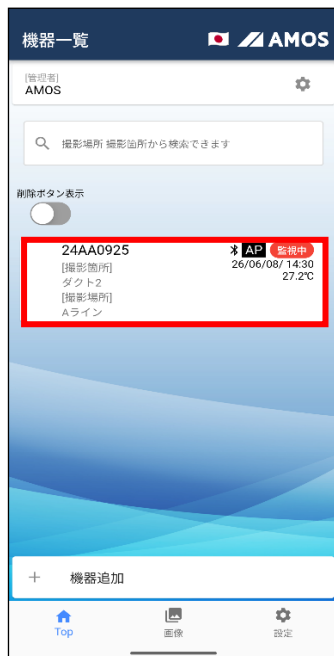 機器一覧 AMOS
[管理者]
AMOS
撮影場所 撮影箇所から検索できます
削除ボタン表示
24AA0925 AP 監視中
[撮影箇所] 26/06/08/ 14:30
ダクト2 27.2℃
[撮影場所]
Aライン
+ 機器追加
Top 画像 設定